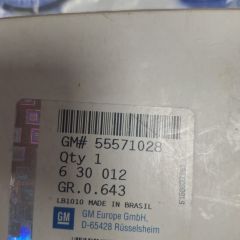 GM# 55571028
Qty 1
6 30 012
GR.0.643
LB1010 MADE IN BRASIL
GM
GM Europe GmbH,
D-65428 Rüsselsheim